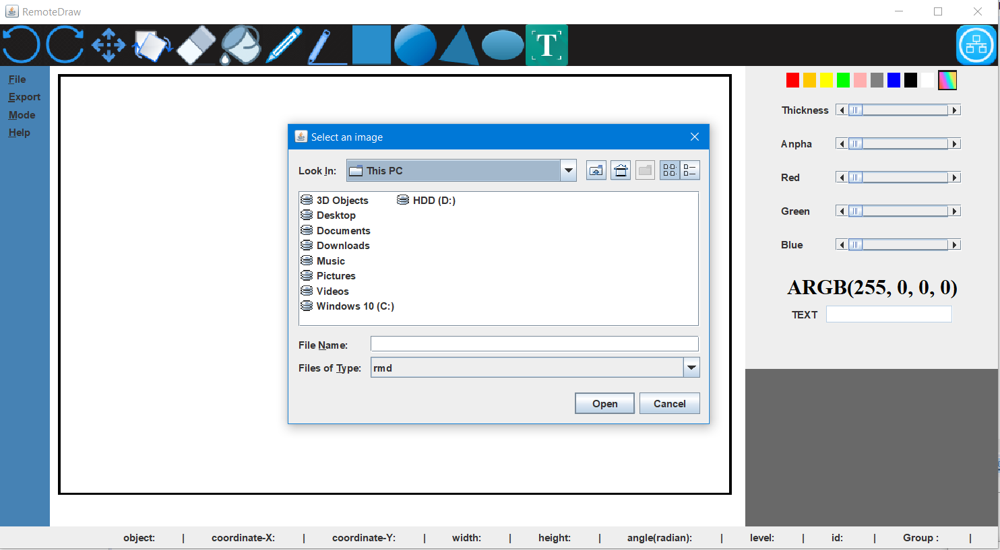 RemoteDraw
T
File
Export
Mode
Help
Select an image
Look In: This PC
3D Objects
HDD (D:)
Desktop
Documents
Downloads
Music
Pictures
Videos
Windows 10 (C:)
File Name:
Files of Type: rmd
Open Cancel
Thickness
Anpha
Red
Green
Blue
ARGB(255, 0, 0, 0)
TEXT
object: | coordinate-X: | coordinate-Y: | width: | height: | angle(radian): | level: | id: | Group : |